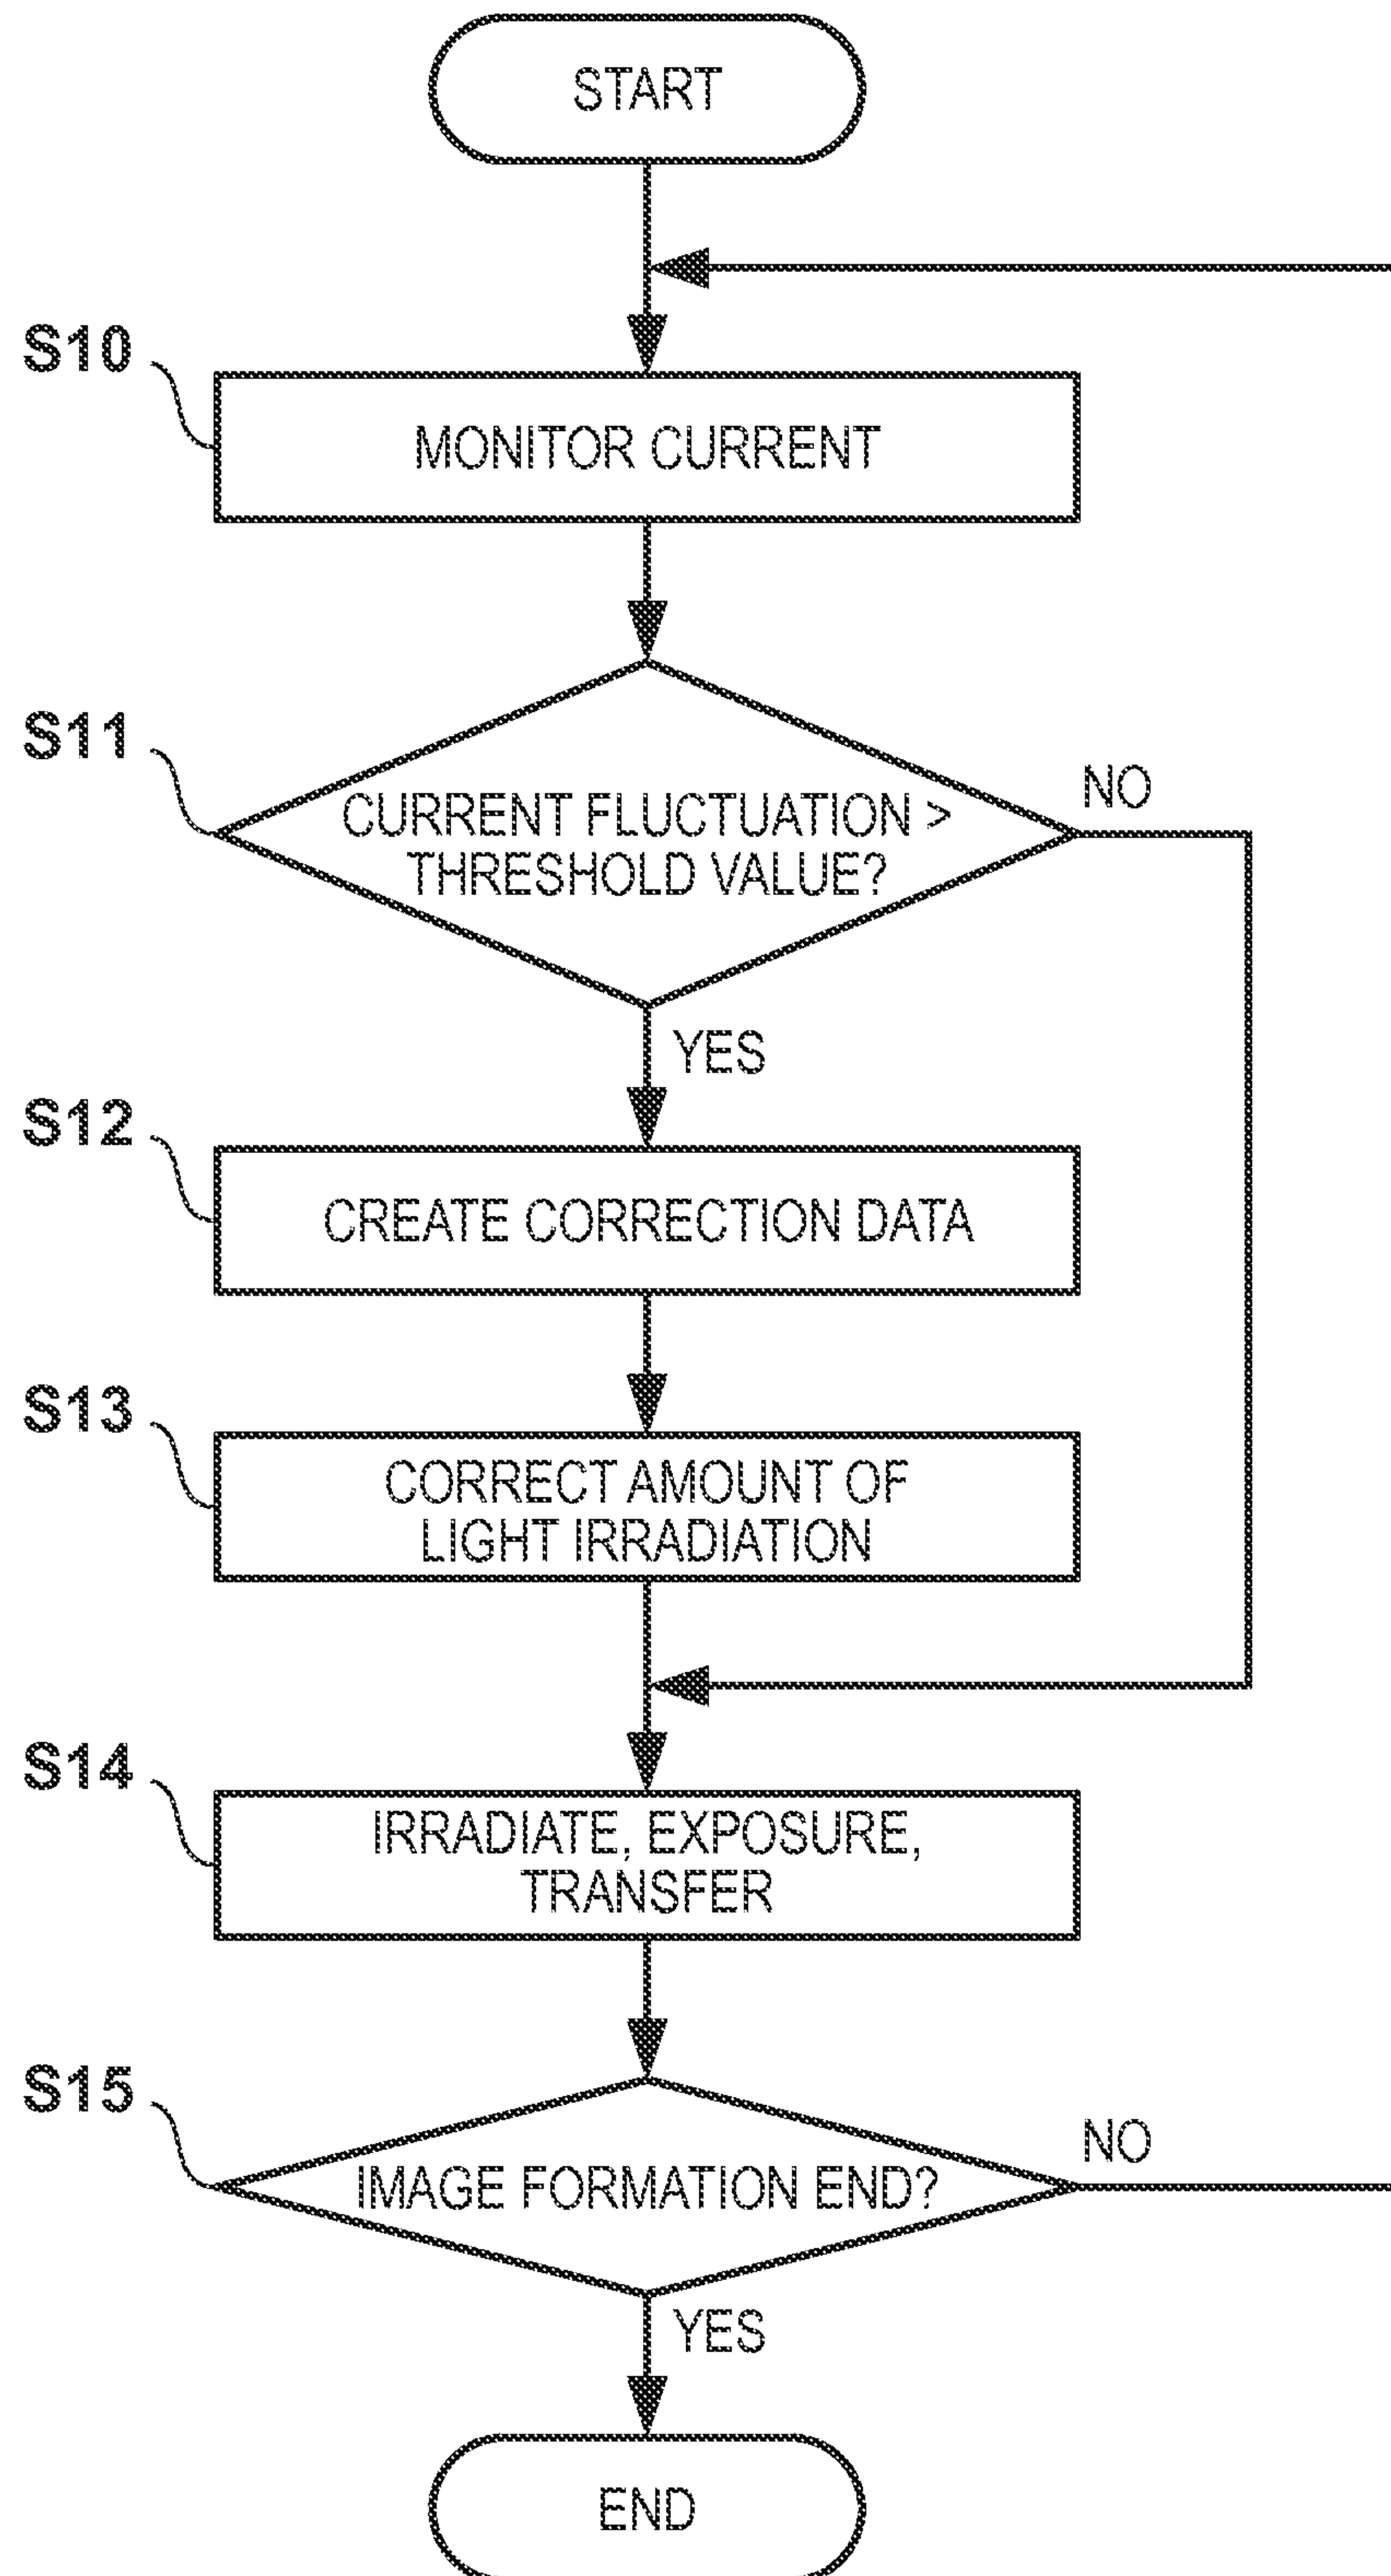 START
S10
MONITOR CURRENT
S11
CURRENT FLUCTUATION >
THRESHOLD VALUE?
NO
YES
S12
CREATE CORRECTION DATA
S13
CORRECT AMOUNT OF
LIGHT IRRADIATION
S14
IRRADIATE, EXPOSURE,
TRANSFER
S15
IMAGE FORMATION END?
NO
YES
END